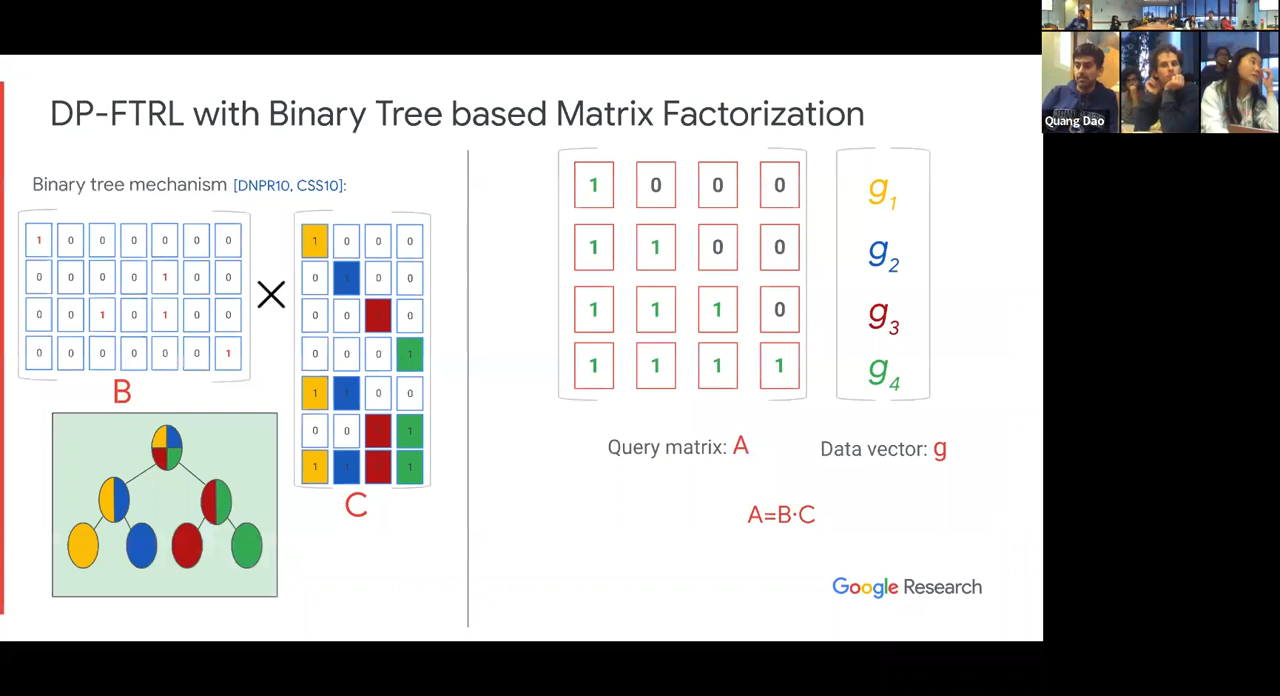 Quang Dao
DP-FTRL with Binary Tree based Matrix Factorization
Binary tree mechanism [DNPR10, CSS10]:
1 0 0 0 0 0 0
0 0 0 0 1 0 0
0 0 1 0 1 0 0
0 0 0 0 0 0 1
B
×
1 0 0 0
0 1 0 0
0 0 1 0
0 0 0 1
1 1 0 0
0 0 1 1
1 1 1 1
C
1 0 0 0
1 1 0 0
1 1 1 0
1 1 1 1
Query matrix: A
g1
g2
g3
g4
Data vector: g
A=B·C
Google Research